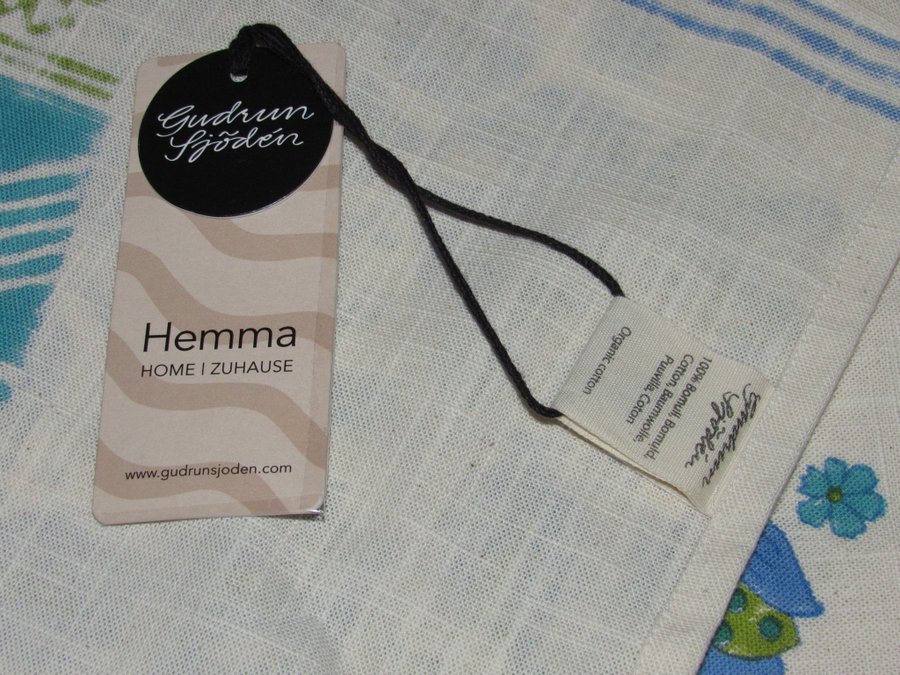 Gudrun
Sjödén
Hemma
HOME | ZUHAUSE
www.gudrunsjoden.com
Gudrun
Sjödén
100% Bomull, Bomuld,
Cotton, Baumwolle,
Puuvilla, Coton
Organic cotton